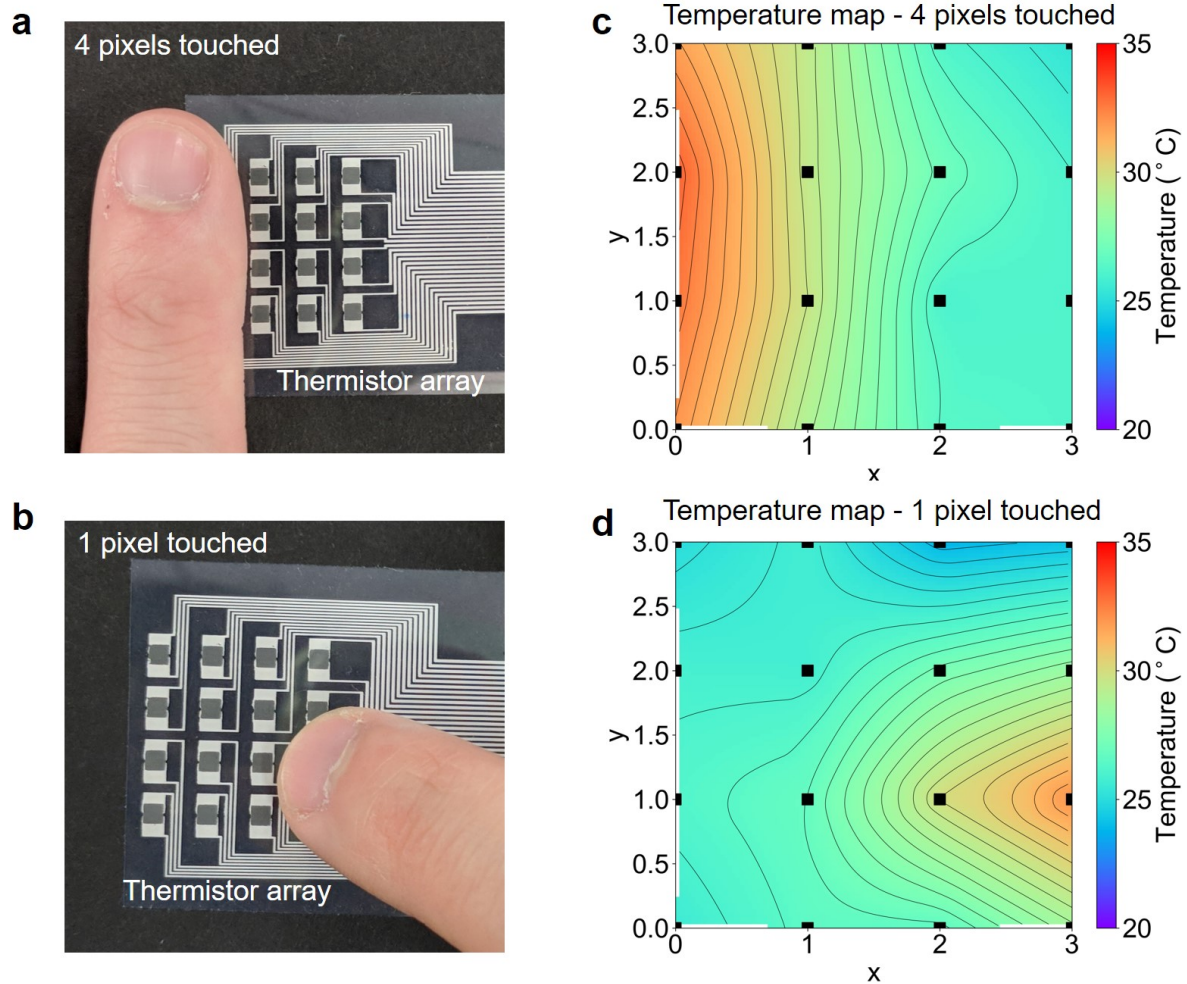 a
4 pixels touched
Thermistor array
c
Temperature map - 4 pixels touched
3.0
2.5
2.0
1.5
1.0
0.5
0.0
y
0 1 2 3
x
35
30
25
20
Temperature (° C)
b
1 pixel touched
Thermistor array
d
Temperature map - 1 pixel touched
3.0
2.5
2.0
1.5
1.0
0.5
0.0
y
0 1 2 3
x
35
30
25
20
Temperature (° C)